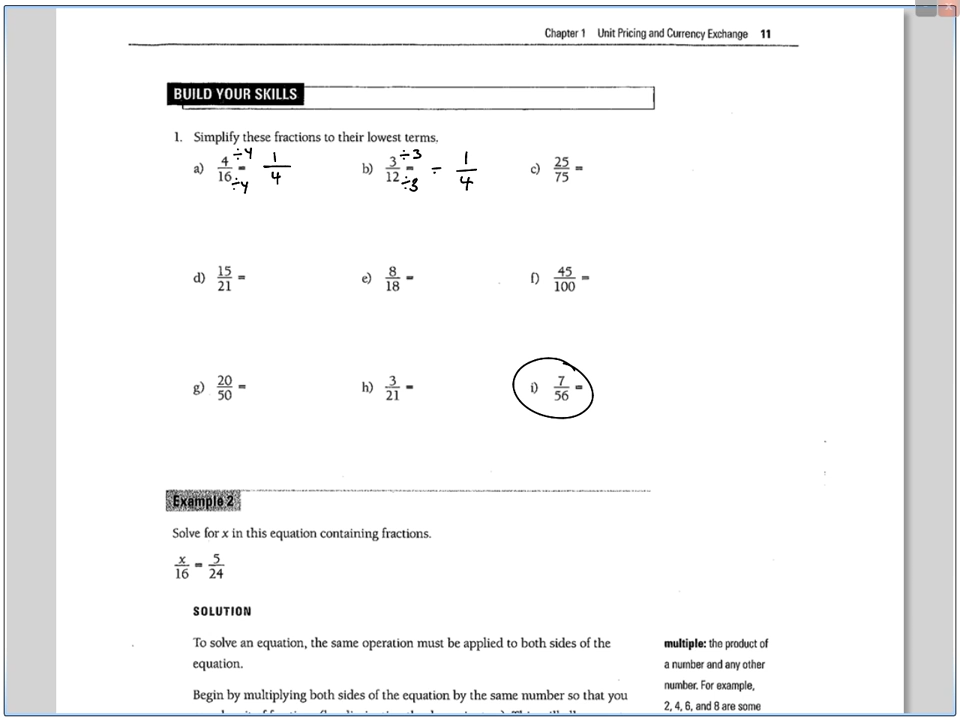 Chapter 1 Unit Pricing and Currency Exchange 11
BUILD YOUR SKILLS
1. Simplify these fractions to their lowest terms.
a) 4/16 = ÷4 ÷4 1/4
b) 3/12 = ÷3 ÷3 = 1/4
c) 25/75 =
d) 15/21 =
e) 8/18 =
f) 45/100 =
g) 20/50 =
h) 3/21 =
i) 7/56 =
Example 2
Solve for x in this equation containing fractions.
x/16 = 5/24
SOLUTION
To solve an equation, the same operation must be applied to both sides of the
equation.
Begin by multiplying both sides of the equation by the same number so that you
multiple: the product of
a number and any other
number. For example,
2, 4, 6, and 8 are some